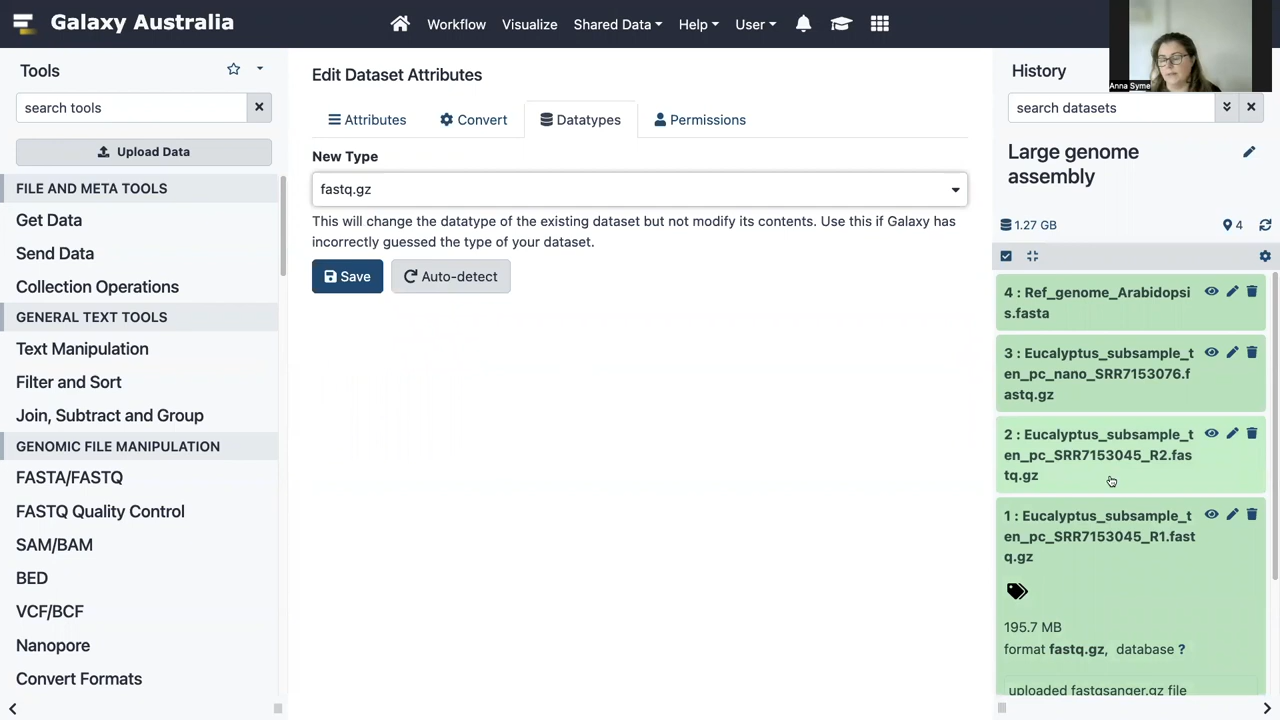 Galaxy Australia
Workflow
Visualize
Shared Data
Help
User
Anna Syme
Tools
search tools
Upload Data
FILE AND META TOOLS
Get Data
Send Data
Collection Operations
GENERAL TEXT TOOLS
Text Manipulation
Filter and Sort
Join, Subtract and Group
GENOMIC FILE MANIPULATION
FASTA/FASTQ
FASTQ Quality Control
SAM/BAM
BED
VCF/BCF
Nanopore
Convert Formats
Edit Dataset Attributes
Attributes
Convert
Datatypes
Permissions
New Type
fastq.gz
This will change the datatype of the existing dataset but not modify its contents. Use this if Galaxy has
incorrectly guessed the type of your dataset.
Save
Auto-detect
History
search datasets
Large genome
assembly
1.27 GB
4
4 : Ref_genome_Arabidopsi
s.fasta
3 : Eucalyptus_subsample_t
en_pc_nano_SRR7153076.f
astq.gz
2 : Eucalyptus_subsample_t
en_pc_SRR7153045_R2.fas
tq.gz
1 : Eucalyptus_subsample_t
en_pc_SRR7153045_R1.fast
q.gz
195.7 MB
format fastq.gz, database ?
uploaded fastqsanger.gz file